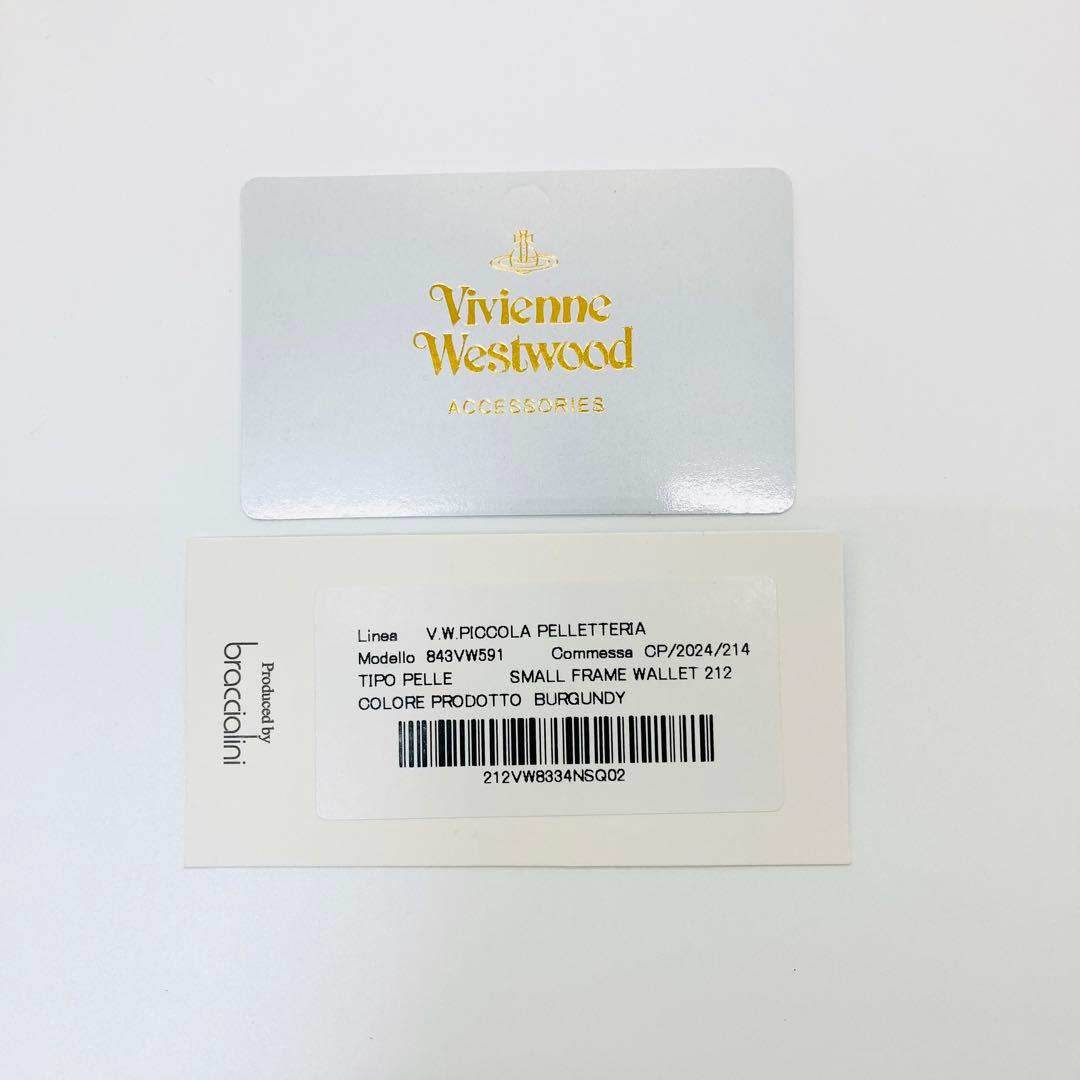 Vivienne
Westwood
ACCESSORIES
Produced by
braccialini
Linea V.W.PICCOLA PELLETTERIA
Modello 843VW591 Commessa CP/2024/214
TIPO PELLE SMALL FRAME WALLET 212
COLORE PRODOTTO BURGUNDY
212VW8334NSQ02